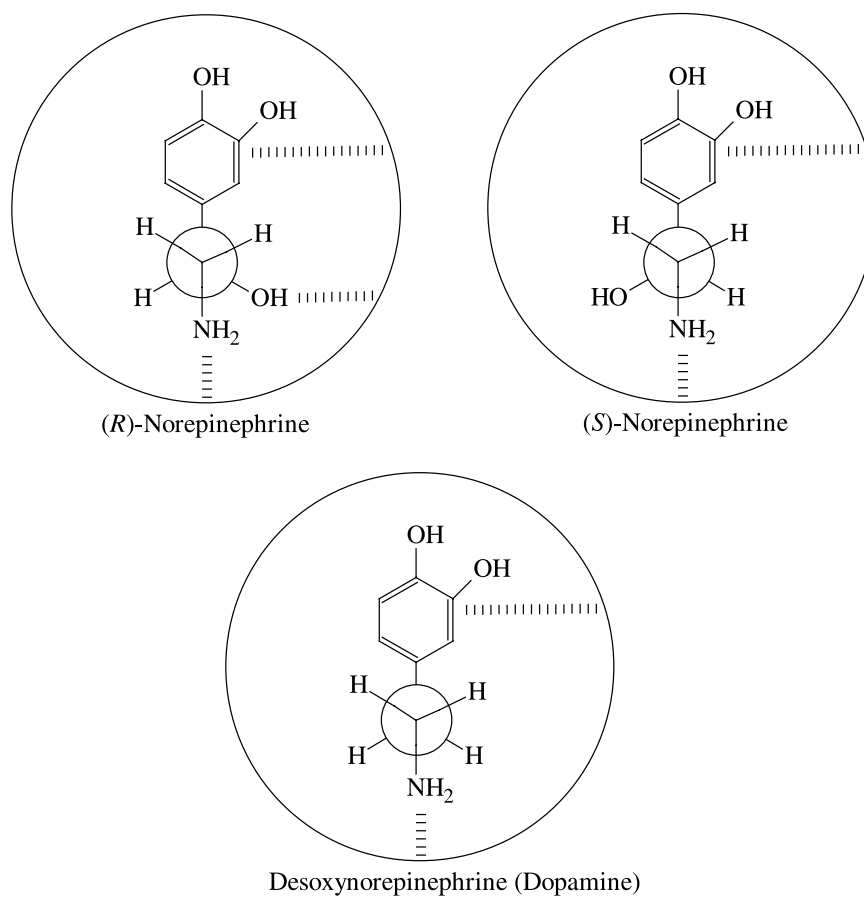 OH
OH
H
H
H
OH
NH2
(R)-Norepinephrine
OH
OH
H
H
HO
H
NH2
(S)-Norepinephrine
OH
OH
H
H
H
H
NH2
Desoxynorepinephrine (Dopamine)